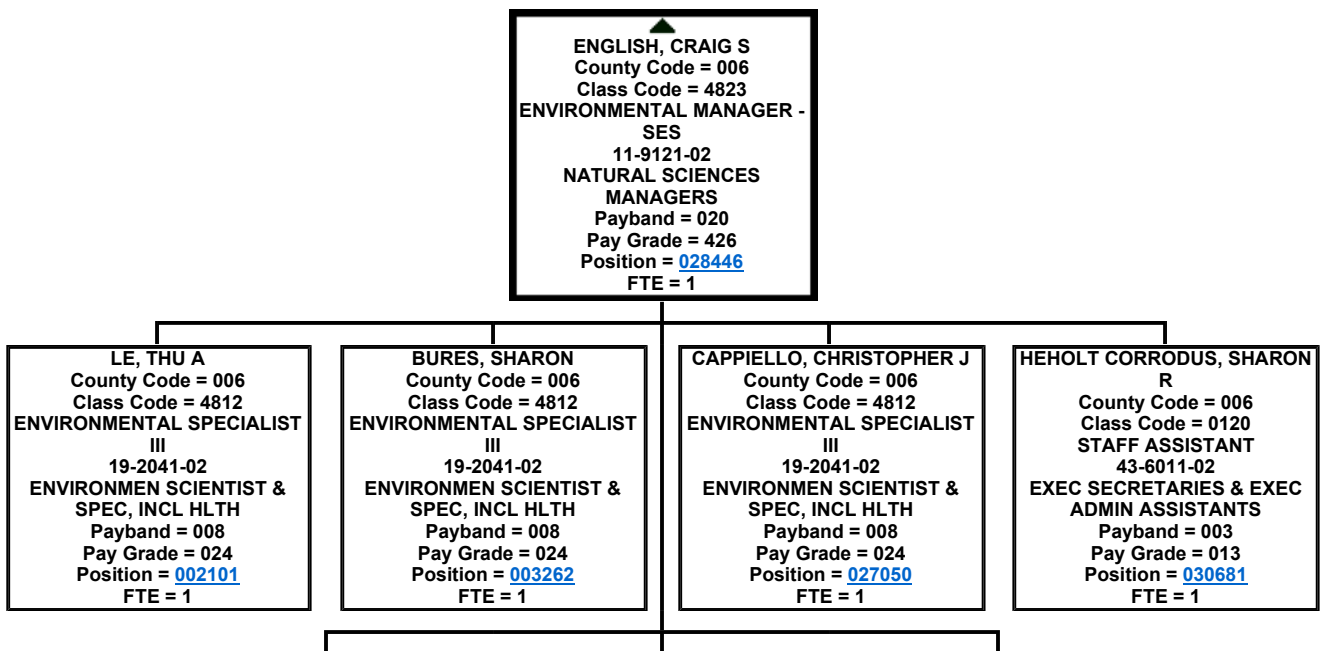 ENGLISH, CRAIG S
County Code = 006
Class Code = 4823
ENVIRONMENTAL MANAGER -
SES
11-9121-02
NATURAL SCIENCES
MANAGERS
Payband = 020
Pay Grade = 426
Position = 028446
FTE = 1
LE, THU A
County Code = 006
Class Code = 4812
ENVIRONMENTAL SPECIALIST
III
19-2041-02
ENVIRONMEN SCIENTIST &
SPEC, INCL HLTH
Payband = 008
Pay Grade = 024
Position = 002101
FTE = 1
BURES, SHARON
County Code = 006
Class Code = 4812
ENVIRONMENTAL SPECIALIST
III
19-2041-02
ENVIRONMEN SCIENTIST &
SPEC, INCL HLTH
Payband = 008
Pay Grade = 024
Position = 003262
FTE = 1
CAPPIELLO, CHRISTOPHER J
County Code = 006
Class Code = 4812
ENVIRONMENTAL SPECIALIST
III
19-2041-02
ENVIRONMEN SCIENTIST &
SPEC, INCL HLTH
Payband = 008
Pay Grade = 024
Position = 027050
FTE = 1
HEHOLT CORRODUS, SHARON
R
County Code = 006
Class Code = 0120
STAFF ASSISTANT
43-6011-02
EXEC SECRETARIES & EXEC
ADMIN ASSISTANTS
Payband = 003
Pay Grade = 013
Position = 030681
FTE = 1